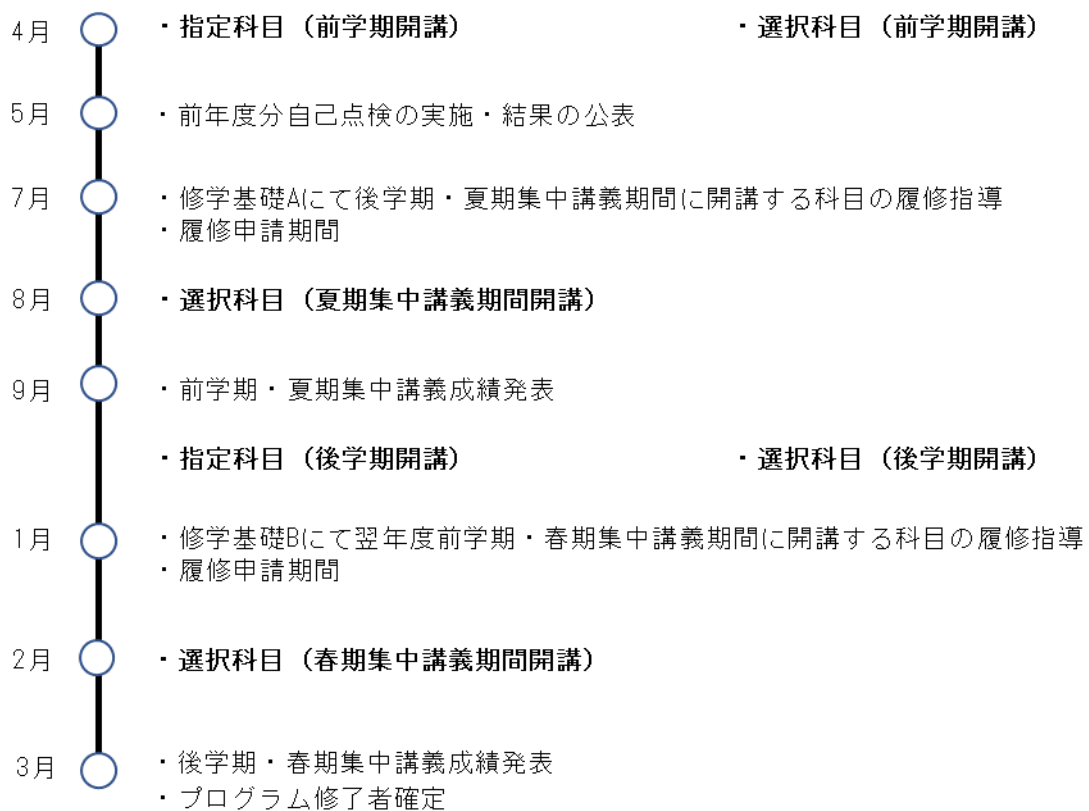 4月 ・指定科目（前学期開講） ・選択科目（前学期開講）
5月 ・前年度分自己点検の実施・結果の公表
7月 ・修学基礎Aにて後学期・夏期集中講義期間に開講する科目の履修指導
・履修申請期間
8月 ・選択科目（夏期集中講義期間開講）
9月 ・前学期・夏期集中講義成績発表
・指定科目（後学期開講） ・選択科目（後学期開講）
1月 ・修学基礎Bにて翌年度前学期・春期集中講義期間に開講する科目の履修指導
・履修申請期間
2月 ・選択科目（春期集中講義期間開講）
3月 ・後学期・春期集中講義成績発表
・プログラム修了者確定